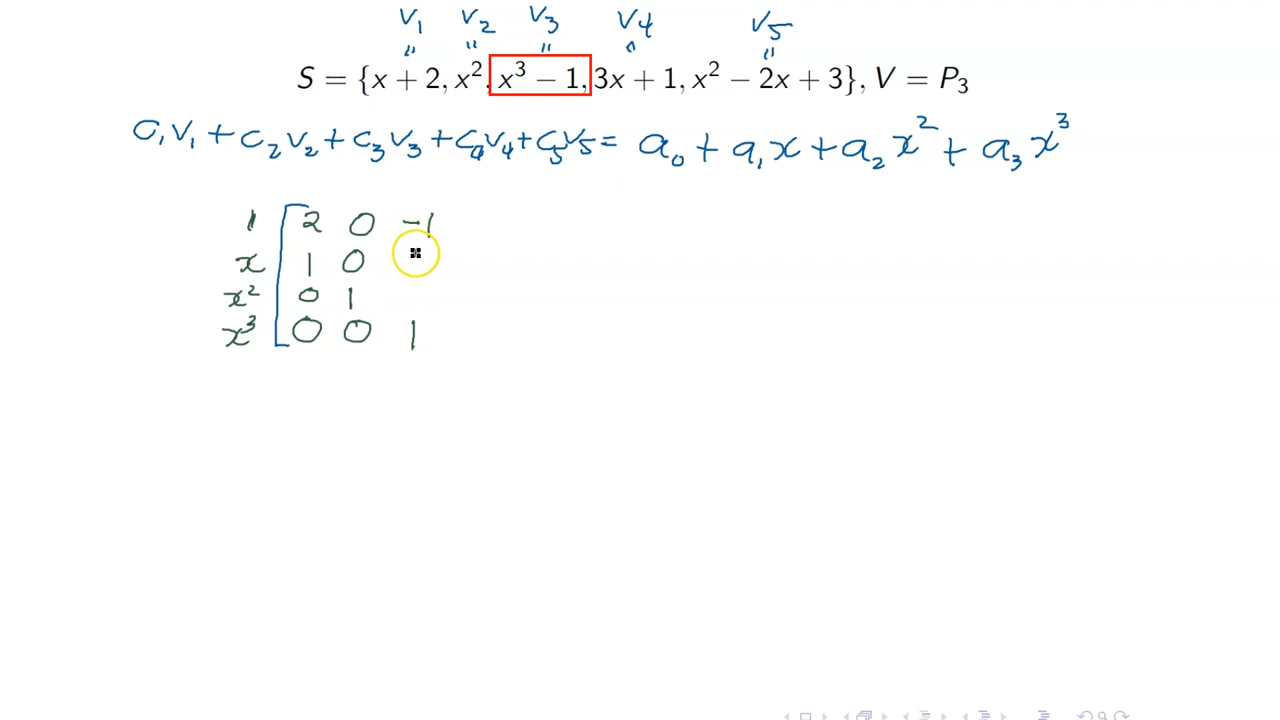 v₁ v₂ v₃ v₄ v₅
" " " " "
S = {x + 2, x², x³ − 1, 3x + 1, x² − 2x + 3}, V = P₃
c₁v₁ + c₂v₂ + c₃v₃ + c₄v₄ + c₅v₅ = a₀ + a₁x + a₂x² + a₃x³
1 [ 2 0 -1
x 1 0
x² 0 1
x³ 0 0 1